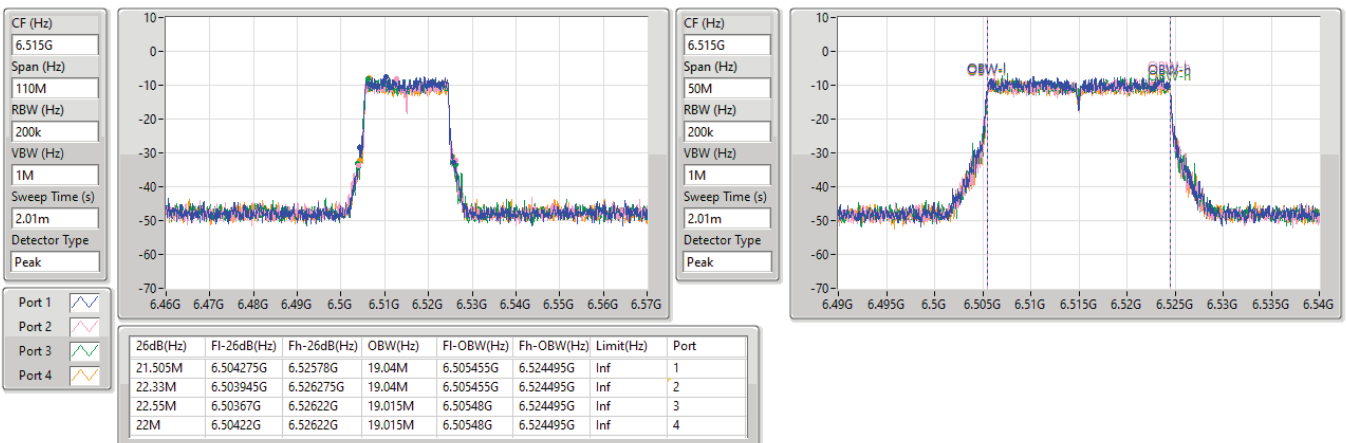 CF (Hz)
6.515G
Span (Hz)
110M
RBW (Hz)
200k
VBW (Hz)
1M
Sweep Time (s)
2.01m
Detector Type
Peak
10
0
-10
-20
-30
-40
-50
-60
-70
6.46G 6.47G 6.48G 6.49G 6.5G 6.51G 6.52G 6.53G 6.54G 6.55G 6.56G 6.57G
CF (Hz)
6.515G
Span (Hz)
50M
RBW (Hz)
200k
VBW (Hz)
1M
Sweep Time (s)
2.01m
Detector Type
Peak
10
0
-10
-20
-30
-40
-50
-60
-70
OBW-l OBW-h
6.49G 6.495G 6.5G 6.505G 6.51G 6.515G 6.52G 6.525G 6.53G 6.535G 6.54G
Port 1
Port 2
Port 3
Port 4
26dB(Hz) Fl-26dB(Hz) Fh-26dB(Hz) OBW(Hz) Fl-OBW(Hz) Fh-OBW(Hz) Limit(Hz) Port
21.505M 6.504275G 6.52578G 19.04M 6.505455G 6.524495G Inf 1
22.33M 6.503945G 6.526275G 19.04M 6.505455G 6.524495G Inf 2
22.55M 6.50367G 6.52622G 19.015M 6.50548G 6.524495G Inf 3
22M 6.50422G 6.52622G 19.015M 6.50548G 6.524495G Inf 4